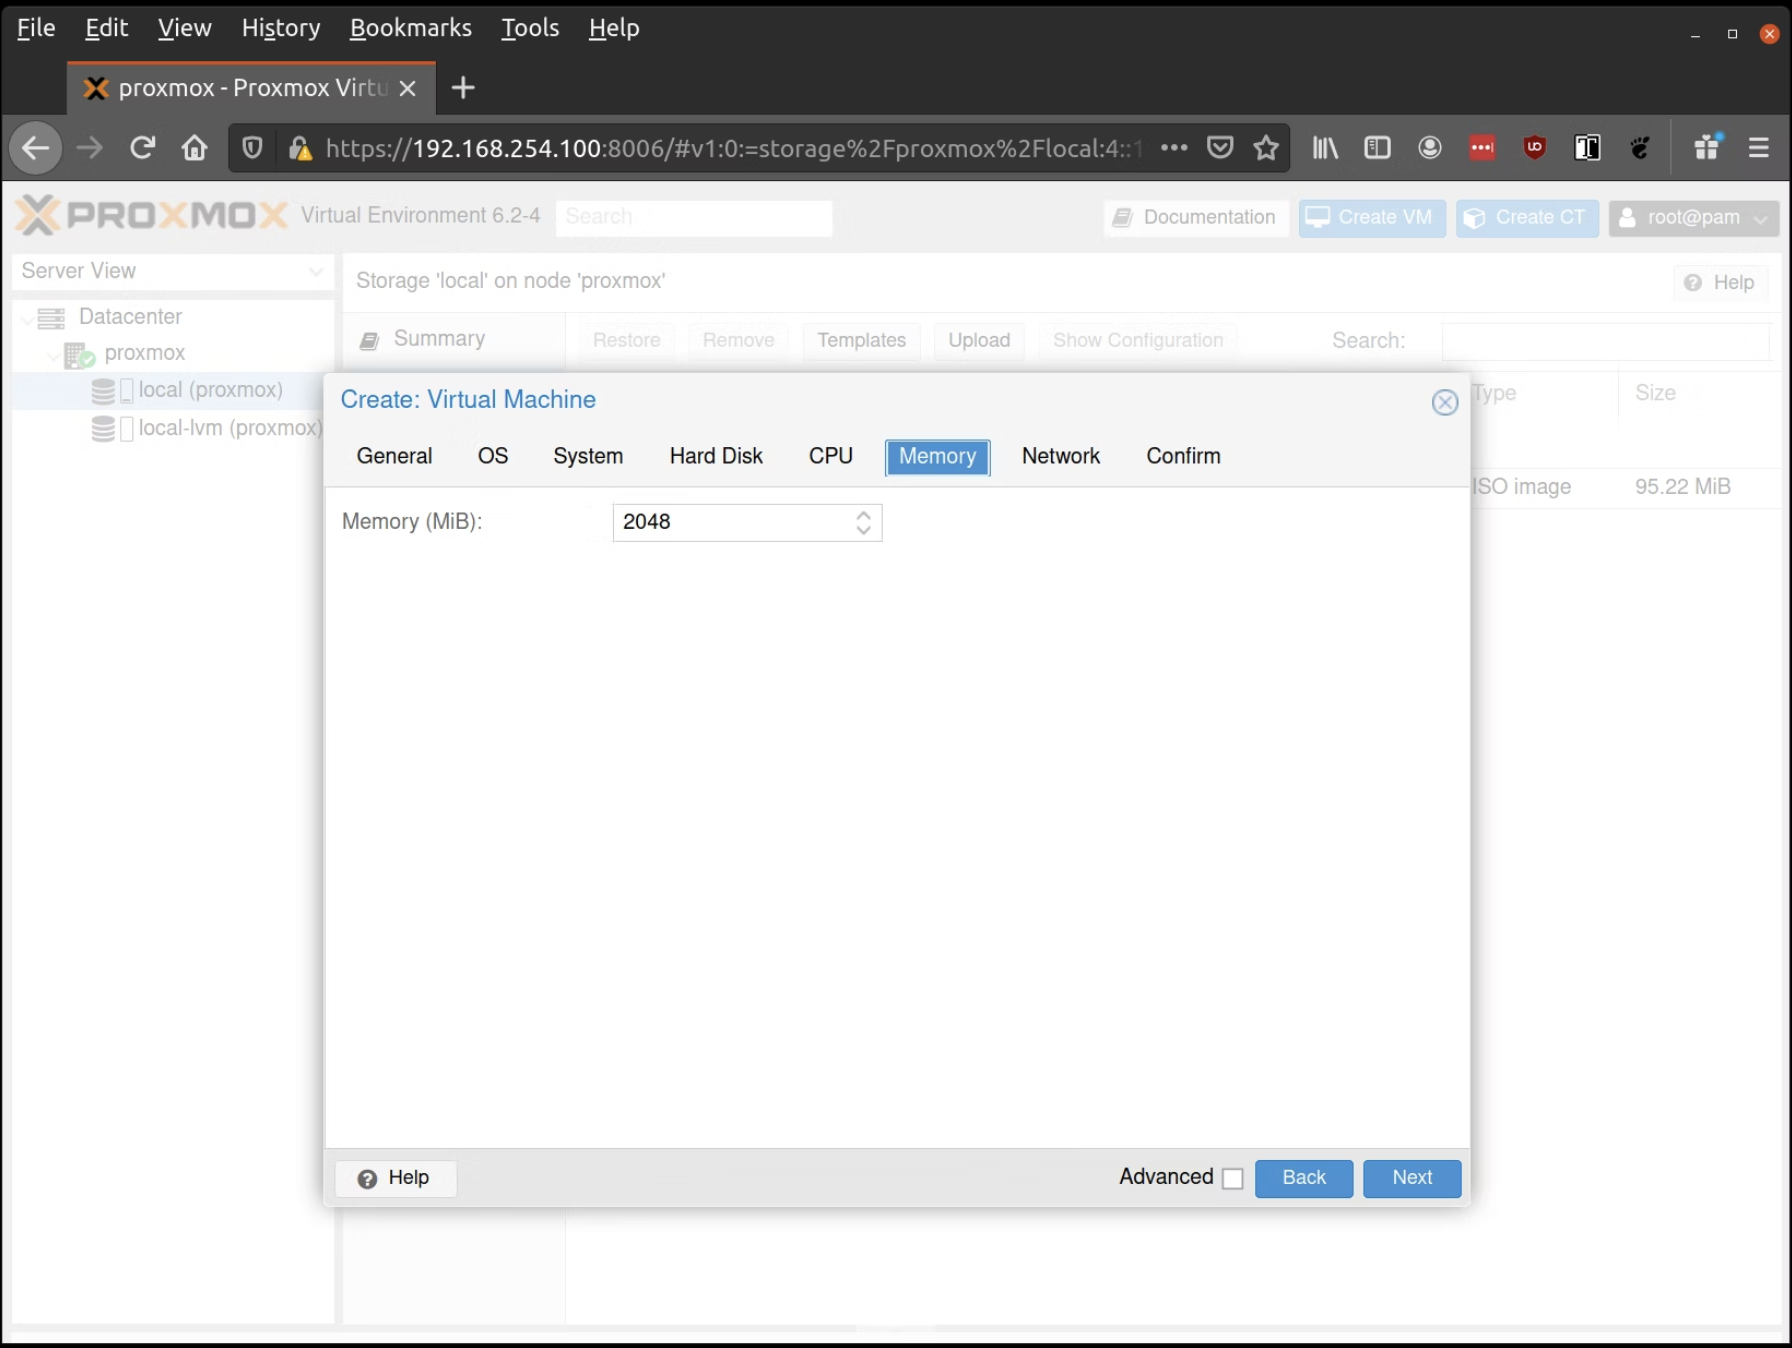 File Edit View History Bookmarks Tools Help
proxmox - Proxmox Virtu
https://192.168.254.100:8006/#v1:0:=storage%2Fproxmox%2Flocal:4::1
PROXMOX Virtual Environment 6.2-4 Search Documentation Create VM Create CT root@pam
Server View
Storage 'local' on node 'proxmox' Help
Datacenter
proxmox
local (proxmox)
local-lvm (proxmox)
Summary Restore Remove Templates Upload Show Configuration Search:
Type Size
ISO image 95.22 MiB
Create: Virtual Machine
General OS System Hard Disk CPU Memory Network Confirm
Memory (MiB): 2048
Help Advanced Back Next